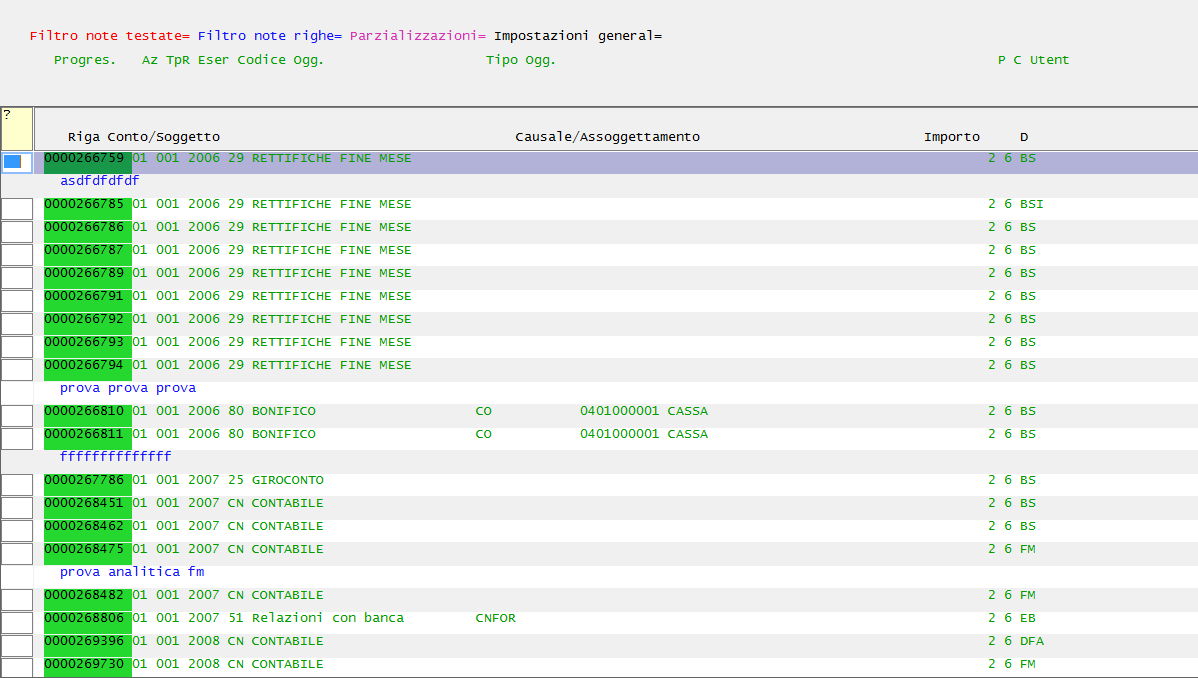 Filtro note testate= Filtro note righe= Parzializzazioni= Impostazioni general=
Progres. Az TpR Eser Codice Ogg. Tipo Ogg. P C Utent
?
Riga Conto/Soggetto Causale/Assoggettamento Importo D
0000266759 01 001 2006 29 RETTIFICHE FINE MESE 2 6 BS
asdfdfdfdf
0000266785 01 001 2006 29 RETTIFICHE FINE MESE 2 6 BSI
0000266786 01 001 2006 29 RETTIFICHE FINE MESE 2 6 BS
0000266787 01 001 2006 29 RETTIFICHE FINE MESE 2 6 BS
0000266789 01 001 2006 29 RETTIFICHE FINE MESE 2 6 BS
0000266791 01 001 2006 29 RETTIFICHE FINE MESE 2 6 BS
0000266792 01 001 2006 29 RETTIFICHE FINE MESE 2 6 BS
0000266793 01 001 2006 29 RETTIFICHE FINE MESE 2 6 BS
0000266794 01 001 2006 29 RETTIFICHE FINE MESE 2 6 BS
prova prova prova
0000266810 01 001 2006 80 BONIFICO CO 0401000001 CASSA 2 6 BS
0000266811 01 001 2006 80 BONIFICO CO 0401000001 CASSA 2 6 BS
ffffffffffffff
0000267786 01 001 2007 25 GIROCONTO 2 6 BS
0000268451 01 001 2007 CN CONTABILE 2 6 BS
0000268462 01 001 2007 CN CONTABILE 2 6 BS
0000268475 01 001 2007 CN CONTABILE 2 6 FM
prova analitica fm
0000268482 01 001 2007 CN CONTABILE 2 6 FM
0000268806 01 001 2007 51 Relazioni con banca CNFOR 2 6 EB
0000269396 01 001 2008 CN CONTABILE 2 6 DFA
0000269730 01 001 2008 CN CONTABILE 2 6 FM